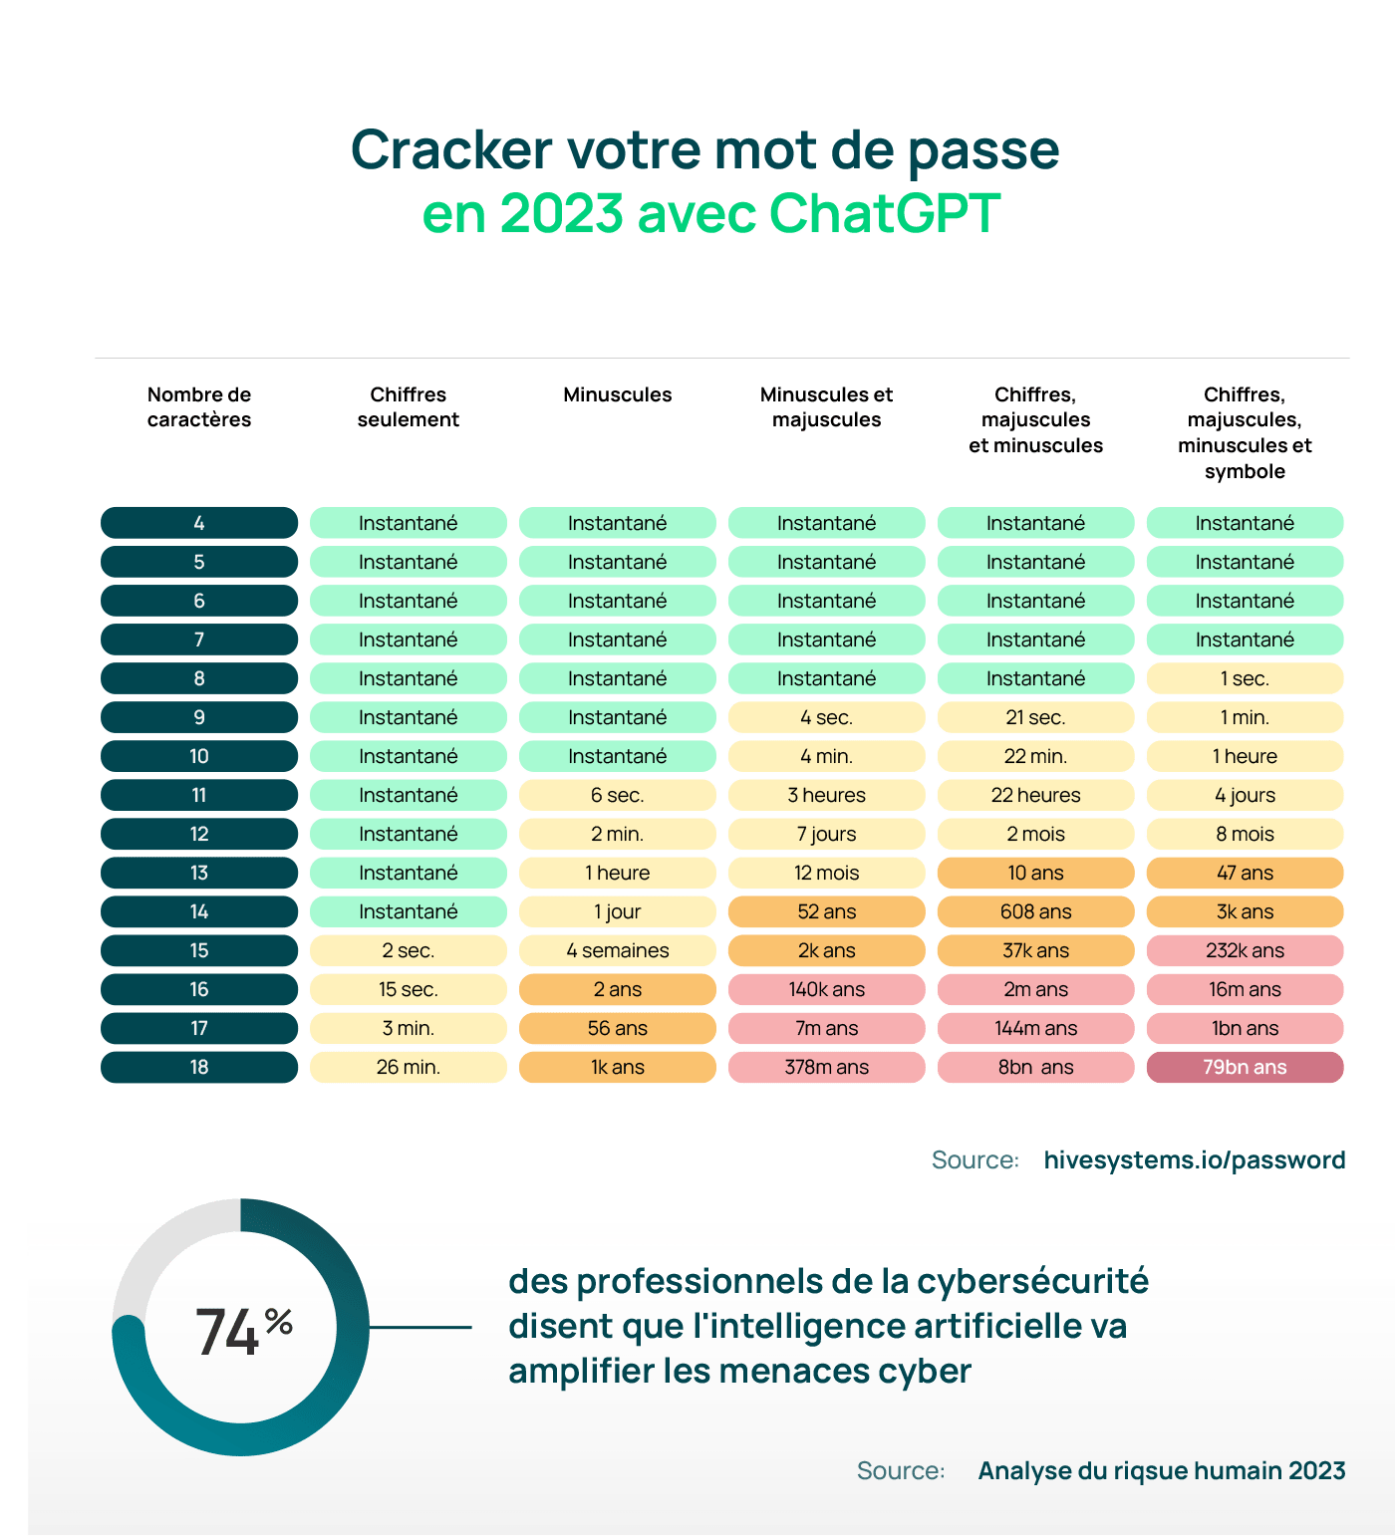 Cracker votre mot de passe
en 2023 avec ChatGPT
Nombre de caractères Chiffres seulement Minuscules Minuscules et majuscules Chiffres, majuscules et minuscules Chiffres, majuscules, minuscules et symbole
4 Instantané Instantané Instantané Instantané Instantané
5 Instantané Instantané Instantané Instantané Instantané
6 Instantané Instantané Instantané Instantané Instantané
7 Instantané Instantané Instantané Instantané Instantané
8 Instantané Instantané Instantané Instantané 1 sec.
9 Instantané Instantané 4 sec. 21 sec. 1 min.
10 Instantané Instantané 4 min. 22 min. 1 heure
11 Instantané 6 sec. 3 heures 22 heures 4 jours
12 Instantané 2 min. 7 jours 2 mois 8 mois
13 Instantané 1 heure 12 mois 10 ans 47 ans
14 Instantané 1 jour 52 ans 608 ans 3k ans
15 2 sec. 4 semaines 2k ans 37k ans 232k ans
16 15 sec. 2 ans 140k ans 2m ans 16m ans
17 3 min. 56 ans 7m ans 144m ans 1bn ans
18 26 min. 1k ans 378m ans 8bn ans 79bn ans
Source: hivesystems.io/password
74%
des professionnels de la cybersécurité
disent que l'intelligence artificielle va
amplifier les menaces cyber
Source: Analyse du riqsue humain 2023